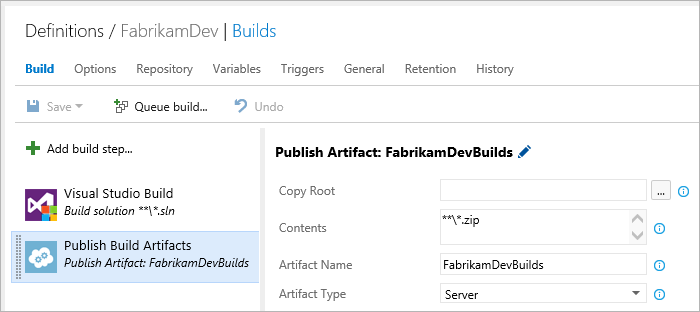 Definitions / FabrikamDev | Builds
Build Options Repository Variables Triggers General Retention History
Save Queue build... Undo
Add build step...
Visual Studio Build
Build solution **\*.sln
Publish Build Artifacts
Publish Artifact: FabrikamDevBuilds
Publish Artifact: FabrikamDevBuilds
Copy Root ...
Contents **\*.zip
Artifact Name FabrikamDevBuilds
Artifact Type Server